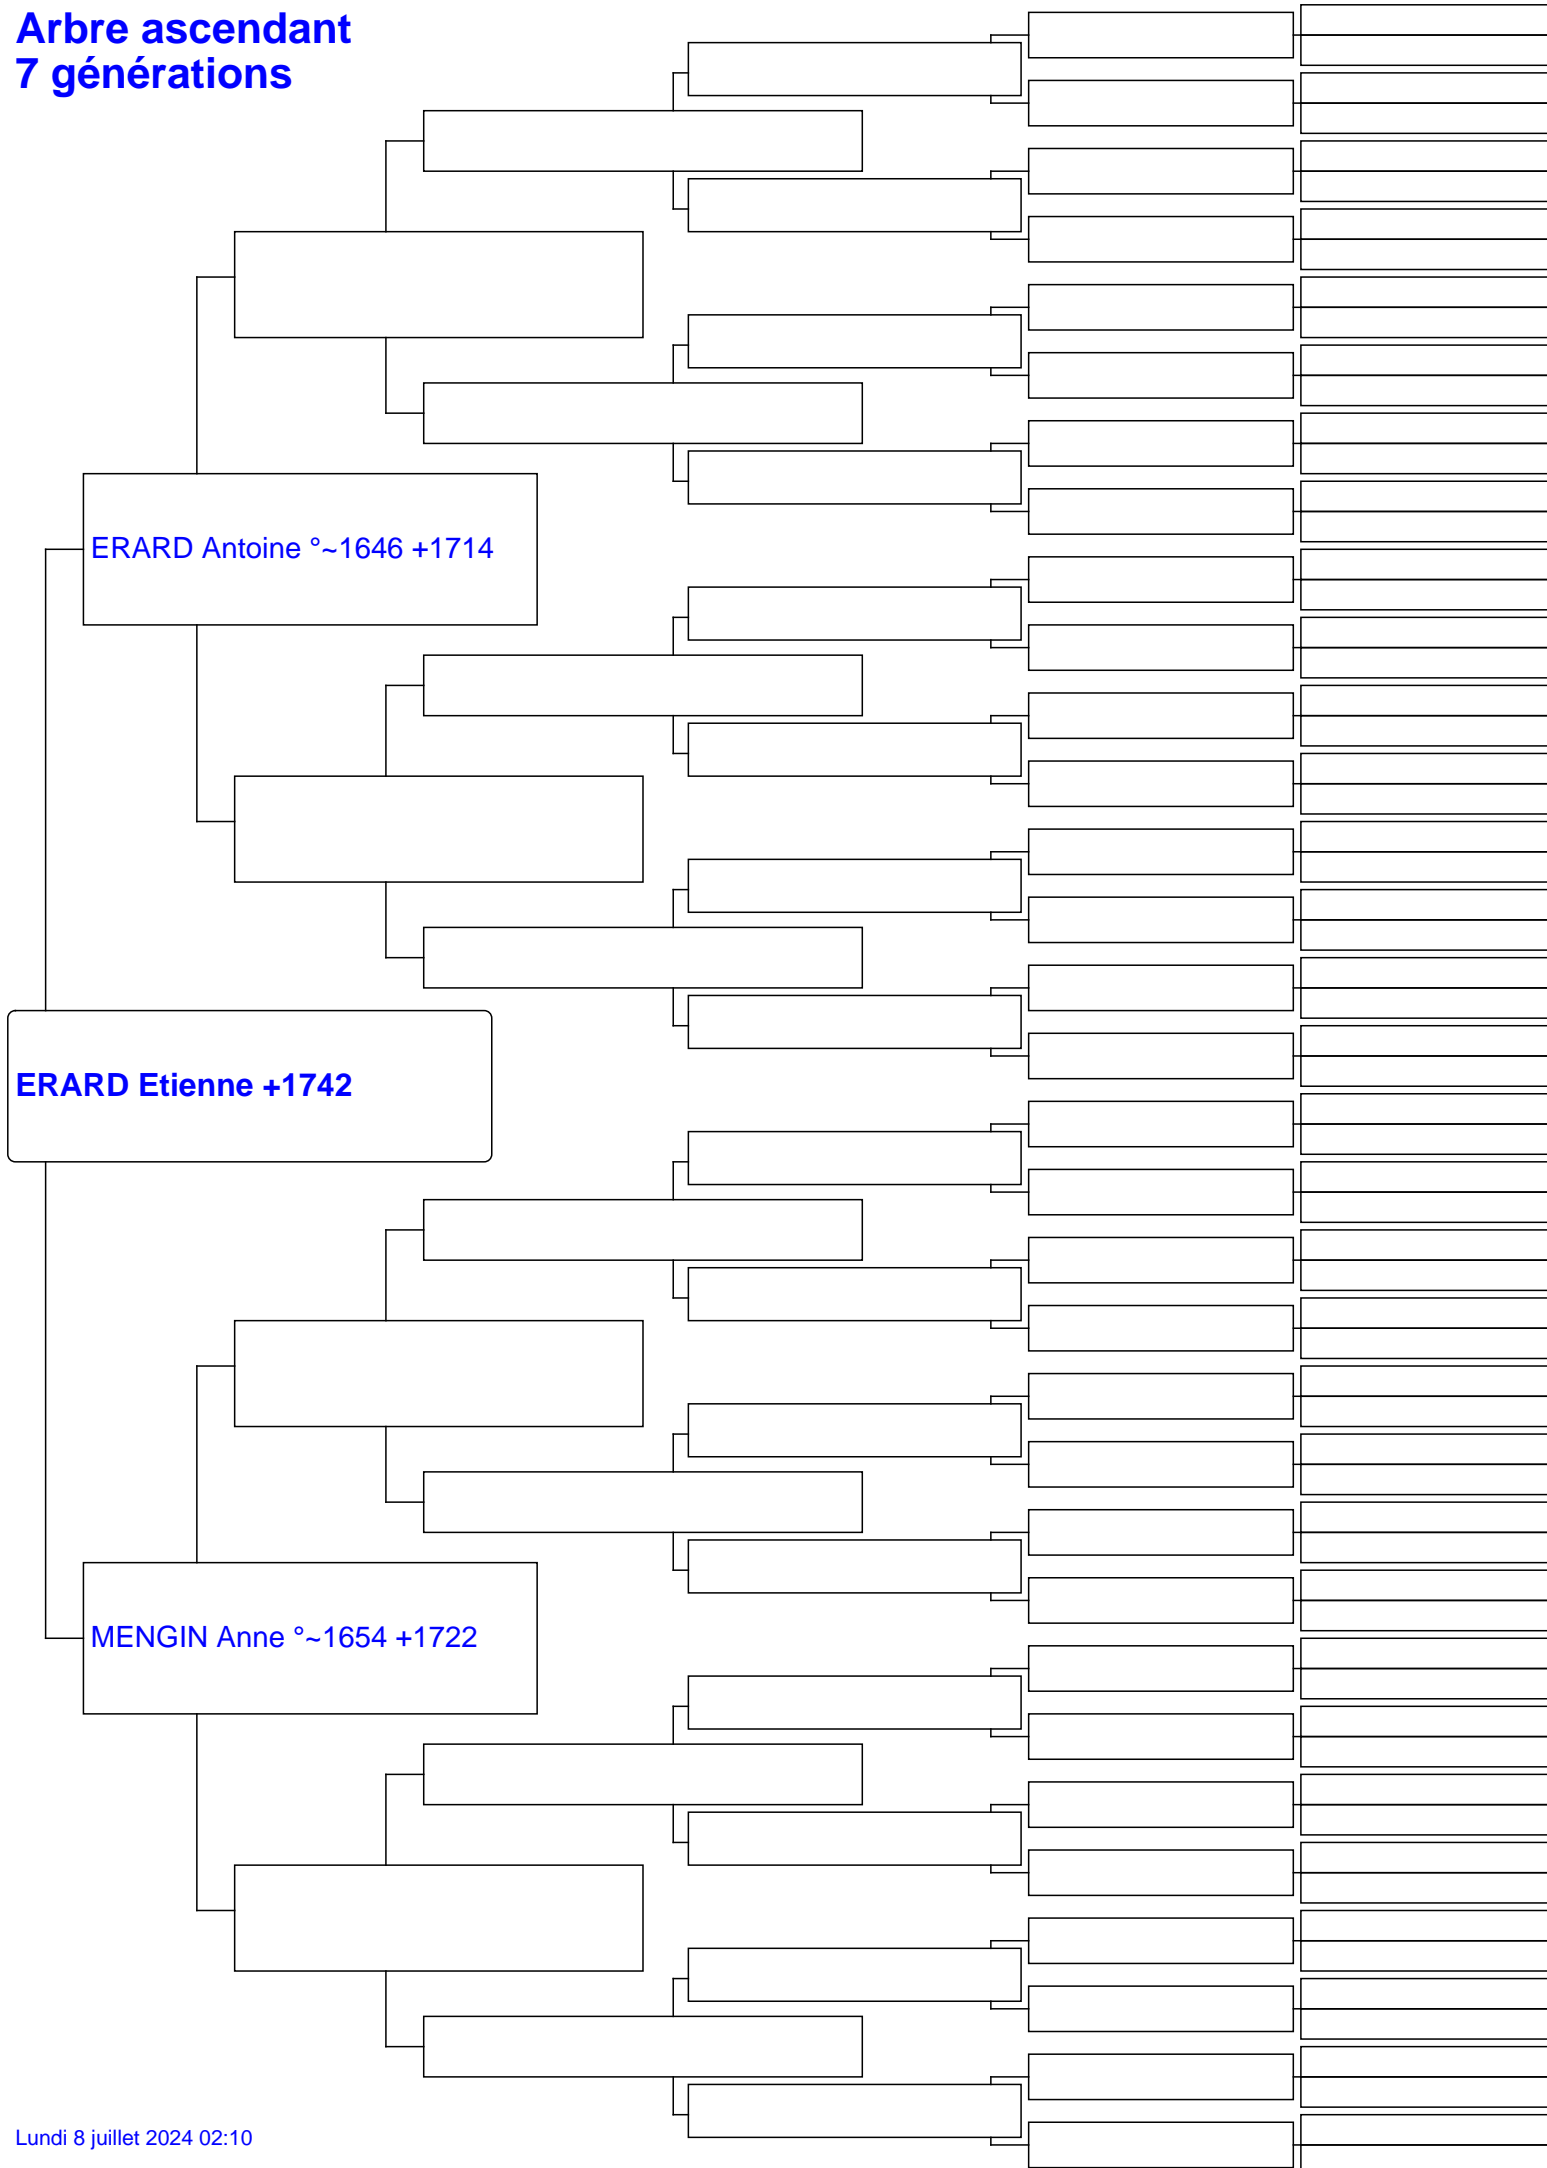 Arbre ascendant
7 générations
ERARD Antoine °~1646 +1714
ERARD Etienne +1742
MENGIN Anne °~1654 +1722
Lundi 8 juillet 2024 02:10